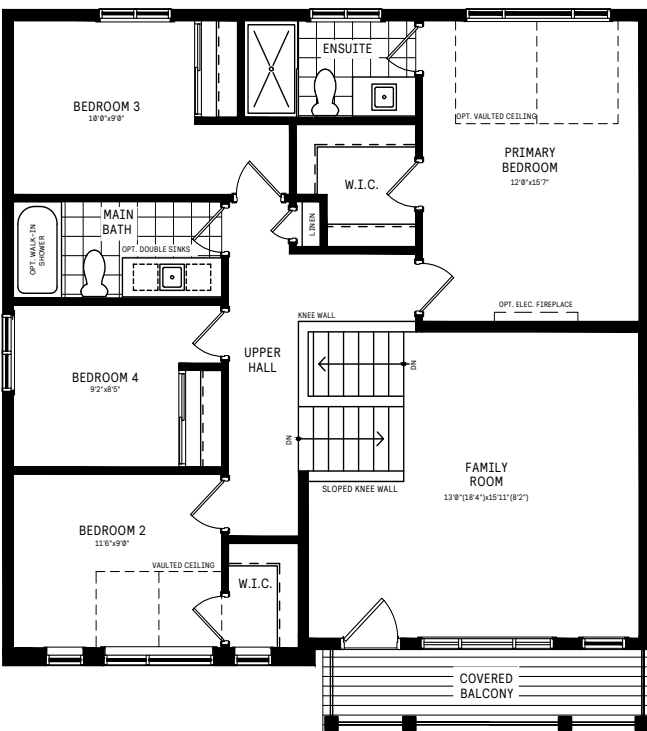 ENSUITE
BEDROOM 3
10'0"x9'0"
OPT. VAULTED CEILING
PRIMARY
BEDROOM
12'0"x15'7"
W.I.C.
LINEN
MAIN
BATH
OPT. DOUBLE SINKS
OPT. WALK-IN
SHOWER
OPT. ELEC. FIREPLACE
KNEE WALL
UPPER
HALL
DN
BEDROOM 4
9'2"x8'5"
DN
SLOPED KNEE WALL
FAMILY
ROOM
13'0"(18'4")x15'11"(8'2")
BEDROOM 2
11'6"x9'0"
VAULTED CEILING
W.I.C.
COVERED
BALCONY